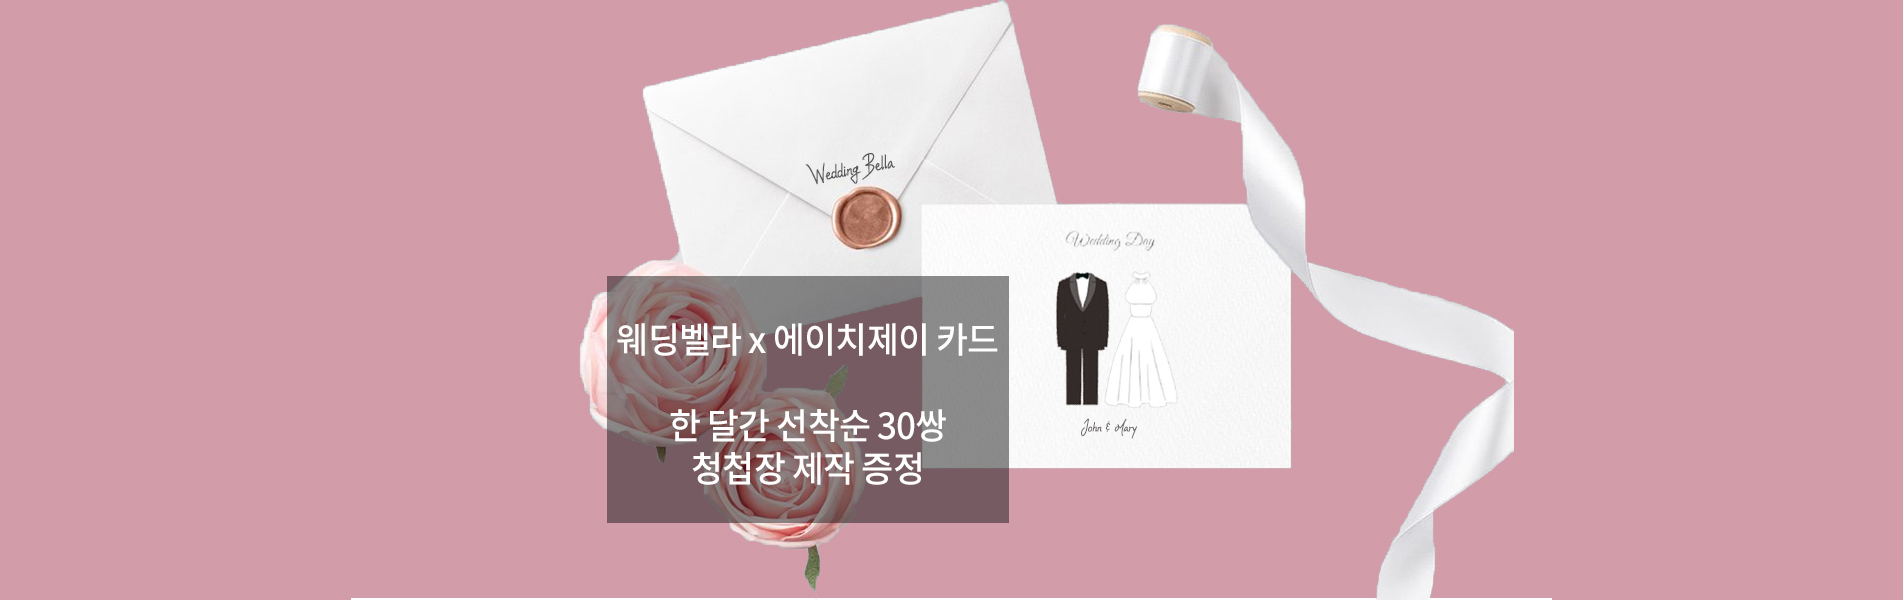 Wedding Bella
Wedding Day
John & Mary
웨딩벨라 x 에이치제이 카드
한 달간 선착순 30쌍
청첩장 제작 증정